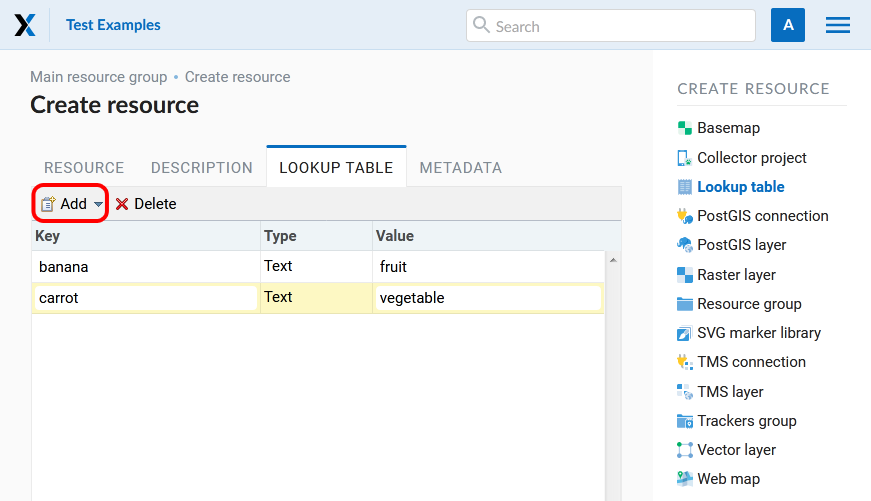 Test Examples
Search
A
Main resource group • Create resource
Create resource
RESOURCE DESCRIPTION LOOKUP TABLE METADATA
Add Delete
Key Type Value
banana Text fruit
carrot Text vegetable
CREATE RESOURCE
Basemap
Collector project
Lookup table
PostGIS connection
PostGIS layer
Raster layer
Resource group
SVG marker library
TMS connection
TMS layer
Trackers group
Vector layer
Web map